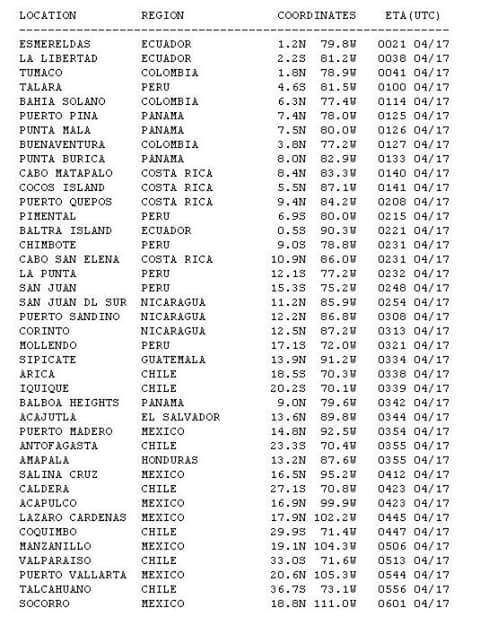 LOCATION REGION COORDINATES ETA(UTC)
------------------------------------------------------------
ESMERELDAS ECUADOR 1.2N 79.8W 0021 04/17
LA LIBERTAD ECUADOR 2.2S 81.2W 0038 04/17
TUMACO COLOMBIA 1.8N 78.9W 0041 04/17
TALARA PERU 4.6S 81.5W 0100 04/17
BAHIA SOLANO COLOMBIA 6.3N 77.4W 0114 04/17
PUERTO PINA PANAMA 7.4N 78.0W 0125 04/17
PUNTA MALA PANAMA 7.5N 80.0W 0126 04/17
BUENAVENTURA COLOMBIA 3.8N 77.2W 0127 04/17
PUNTA BURICA PANAMA 8.0N 82.9W 0133 04/17
CABO MATAPALO COSTA RICA 8.4N 83.3W 0140 04/17
COCOS ISLAND COSTA RICA 5.5N 87.1W 0141 04/17
PUERTO QUEPOS COSTA RICA 9.4N 84.2W 0208 04/17
PIMENTAL PERU 6.9S 80.0W 0215 04/17
BALTRA ISLAND ECUADOR 0.5S 90.3W 0221 04/17
CHIMBOTE PERU 9.0S 78.8W 0231 04/17
CABO SAN ELENA COSTA RICA 10.9N 86.0W 0231 04/17
LA PUNTA PERU 12.1S 77.2W 0232 04/17
SAN JUAN PERU 15.3S 75.2W 0248 04/17
SAN JUAN DL SUR NICARAGUA 11.2N 85.9W 0254 04/17
PUERTO SANDINO NICARAGUA 12.2N 86.8W 0308 04/17
CORINTO NICARAGUA 12.5N 87.2W 0313 04/17
MOLLENDO PERU 17.1S 72.0W 0321 04/17
SIPICATE GUATEMALA 13.9N 91.2W 0334 04/17
ARICA CHILE 18.5S 70.3W 0338 04/17
IQUIQUE CHILE 20.2S 70.1W 0339 04/17
BALBOA HEIGHTS PANAMA 9.0N 79.6W 0342 04/17
ACAJUTLA EL SALVADOR 13.6N 89.8W 0344 04/17
PUERTO MADERO MEXICO 14.8N 92.5W 0354 04/17
ANTOFAGASTA CHILE 23.3S 70.4W 0355 04/17
AMAPALA HONDURAS 13.2N 87.6W 0355 04/17
SALINA CRUZ MEXICO 16.5N 95.2W 0412 04/17
CALDERA CHILE 27.1S 70.8W 0423 04/17
ACAPULCO MEXICO 16.9N 99.9W 0423 04/17
LAZARO CARDENAS MEXICO 17.9N 102.2W 0445 04/17
COQUIMBO CHILE 29.9S 71.4W 0447 04/17
MANZANILLO MEXICO 19.1N 104.3W 0506 04/17
VALPARAISO CHILE 33.0S 71.6W 0513 04/17
PUERTO VALLARTA MEXICO 20.6N 105.3W 0544 04/17
TALCAHUANO CHILE 36.7S 73.1W 0556 04/17
SOCORRO MEXICO 18.8N 111.0W 0601 04/17